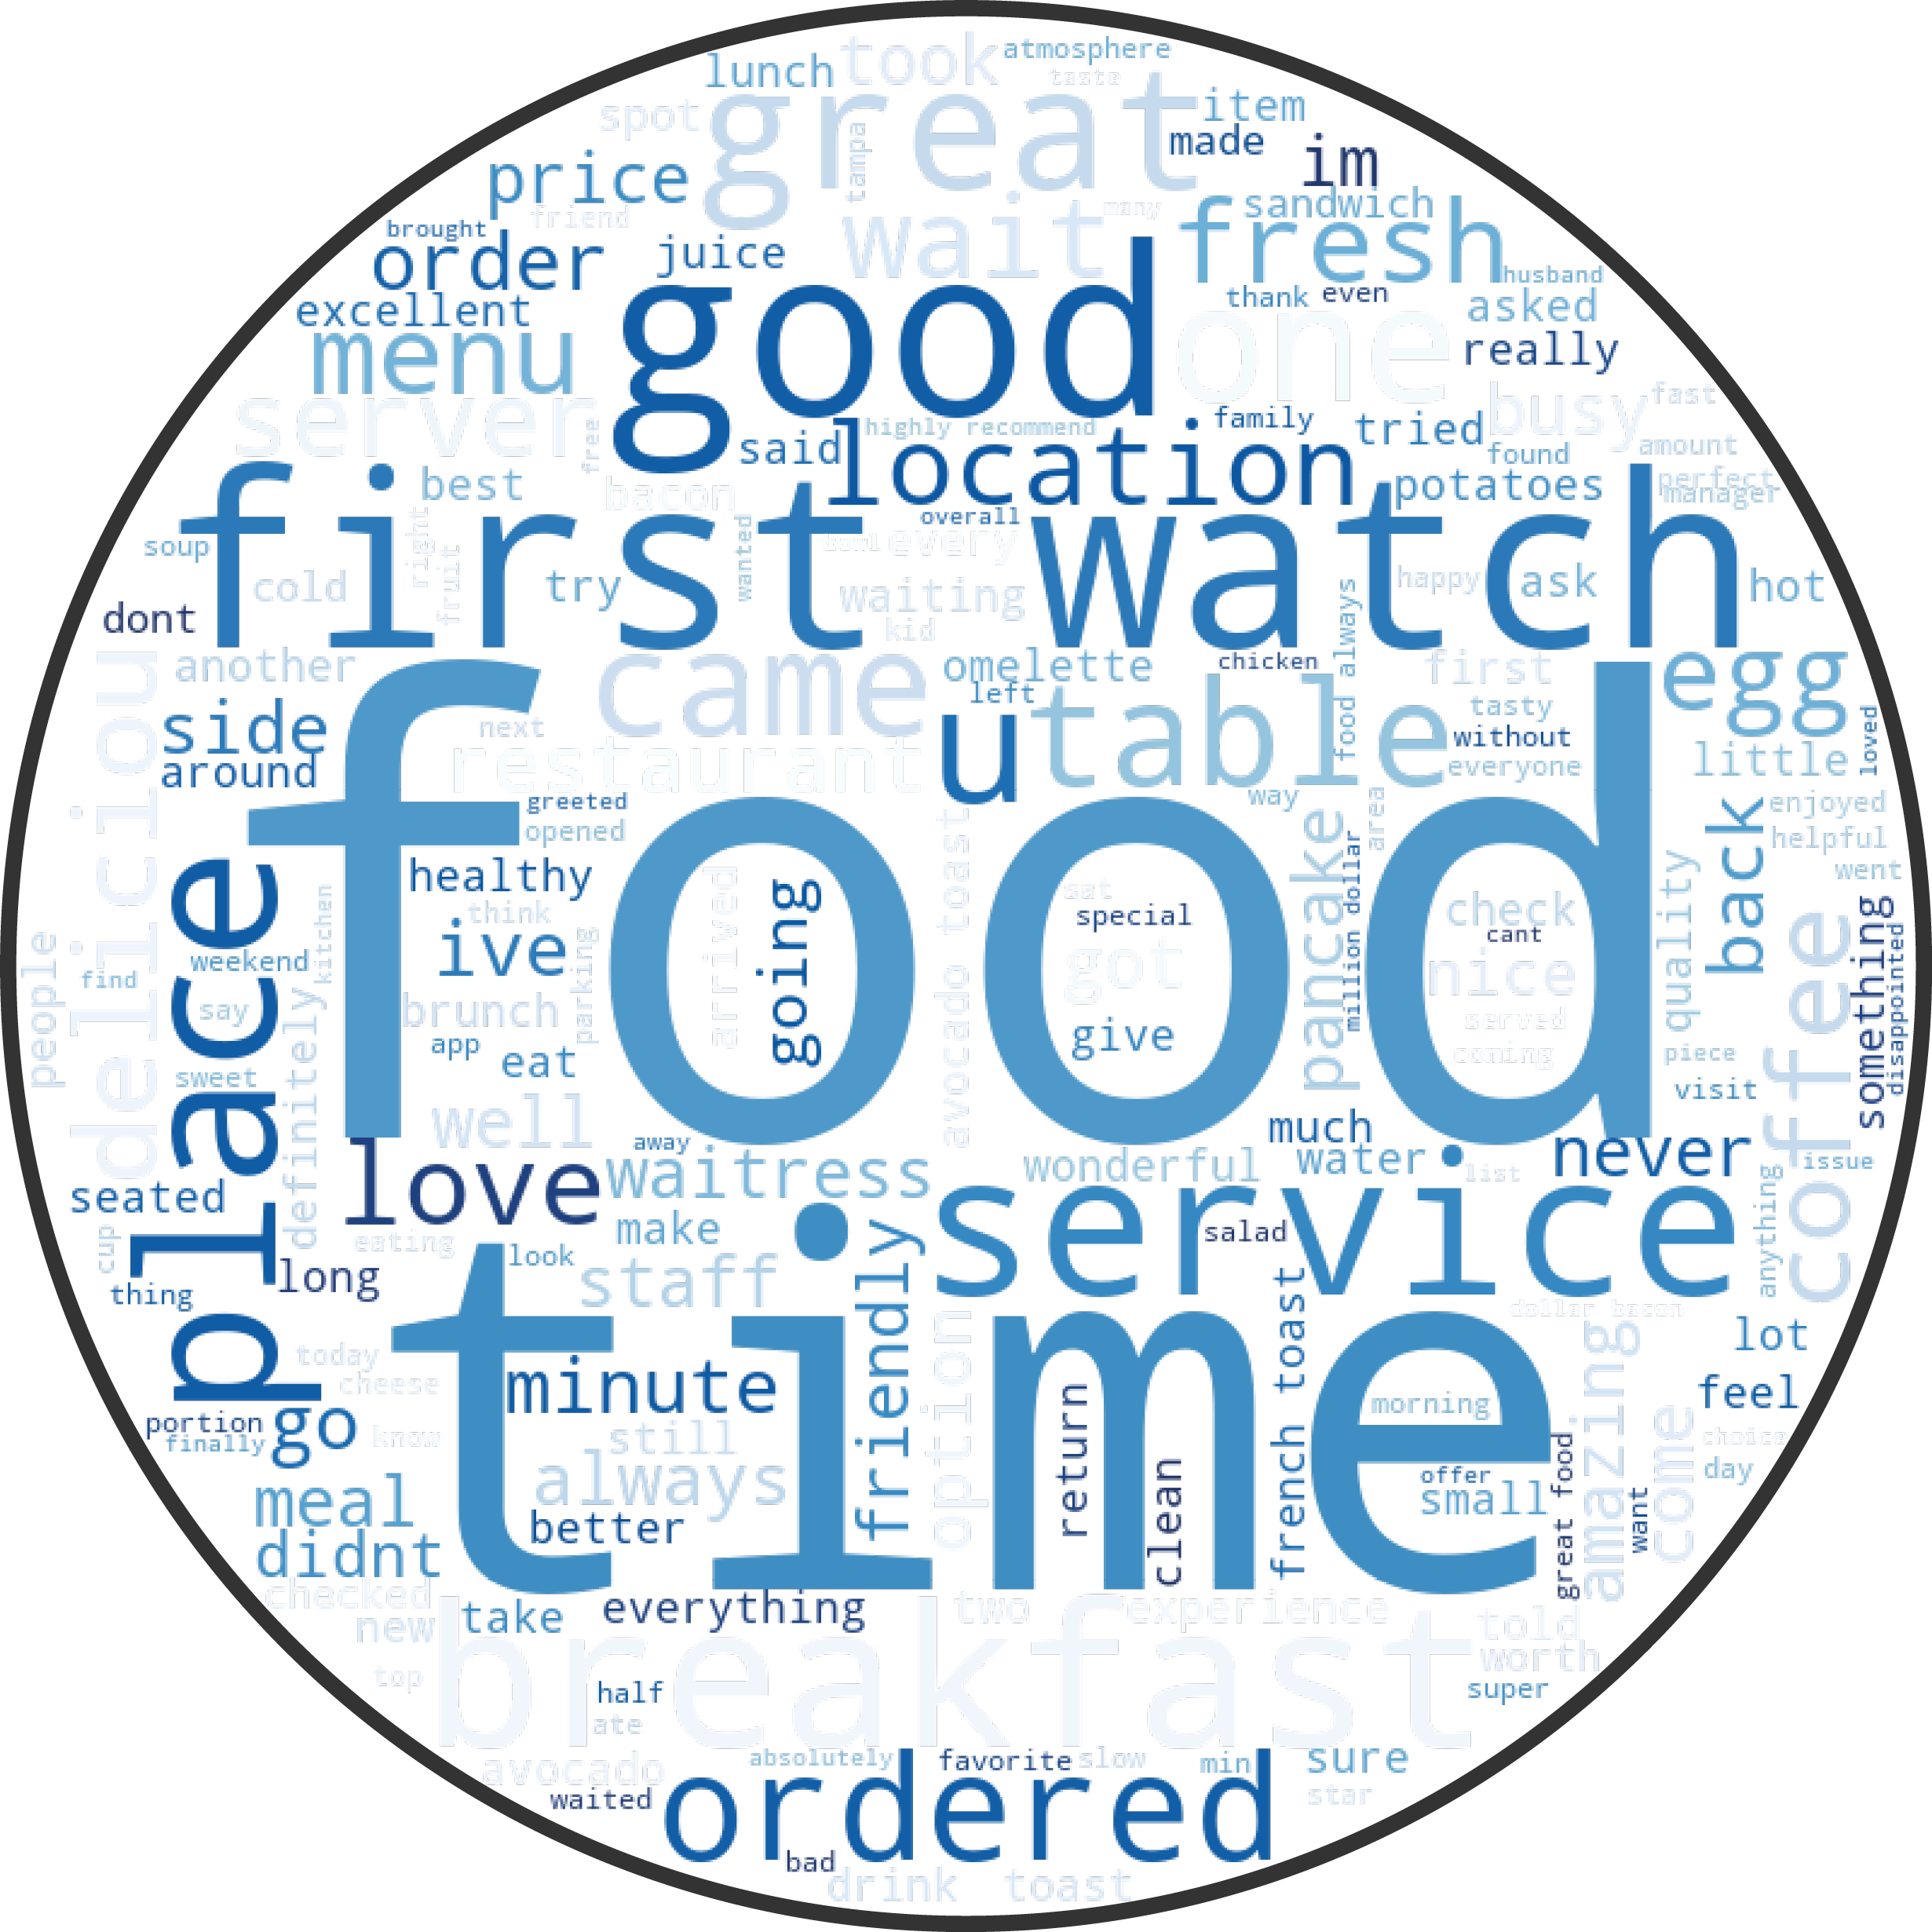 atmosphere
lunch
took
taste
great
spot
item
made
tampa
im
price
friend
many
sandwich
brought
order
juice
wait
fresh
husband
excellent
good
thank
even
asked
menu
one
really
server
free
highly recommend
family
tried
busy
fast
said
location
found
amount
best
bacon
potatoes
perfect
manager
first watch
overall
soup
right
fruit
wanted
bowl
every
cold
try
waiting
happy
ask
hot
dont
kid
food always
deliciou
another
came
omelette
chicken
first
egg
side
next
left
u
table
tasty
without
loved
around
restaurant
everyone
little
food
greeted
opened
way
area
enjoyed
helpful
place
healthy
arrived
going
avocado toast
sat
special
pancake
million dollar
check
cant
quality
back
went
think
kitchen
people
find
weekend
ive
parking
got
nice
coffee
something
disappointed
say
brunch
give
served
coming
app
eat
piece
sweet
definitely
visit
well
away
much
never
seated
love
waitress
wonderful
water
list
issue
anything
cup
eating
make
friendly
service
salad
long
look
staff
thing
time
option
french toast
dollar bacon
lot
today
cheese
minute
return
morning
amazing
feel
portion
finally
go
know
still
clean
come
choice
day
meal
always
offer
small
great food
want
didnt
better
checked
new
take
everything
two
experience
told
worth
breakfast
top
half
ate
super
avocado
absolutely
favorite
slow
min
sure
waited
ordered
star
bad
drink
toast